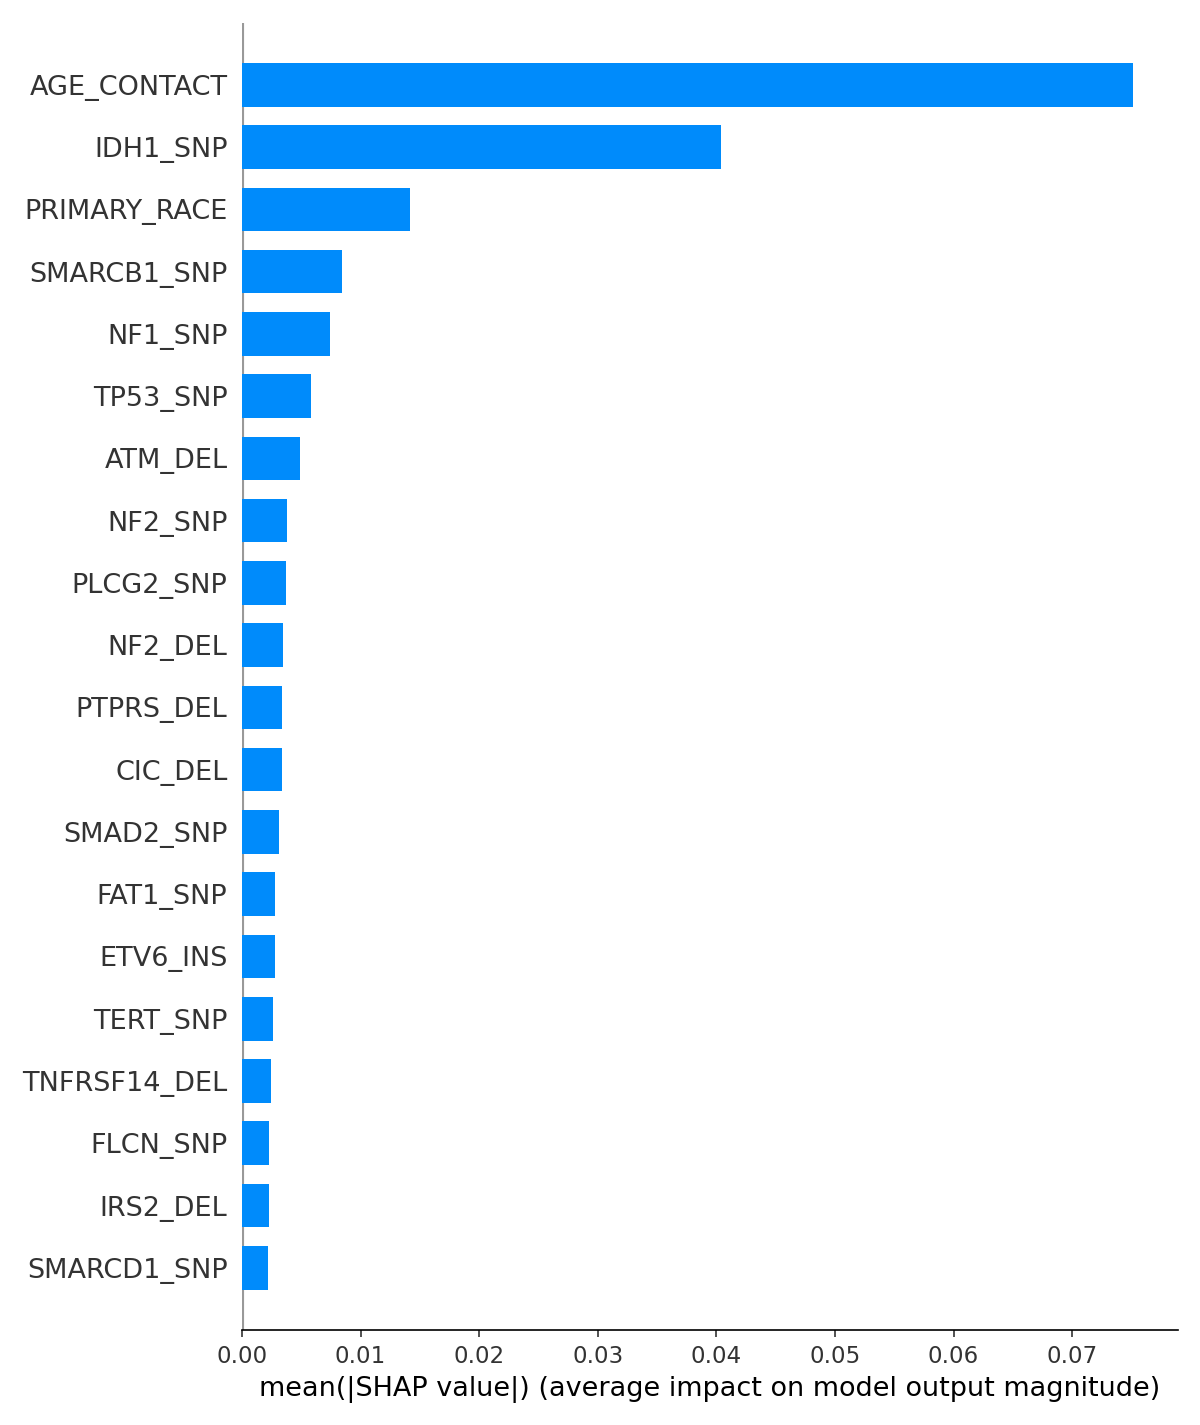 AGE_CONTACT
IDH1_SNP
PRIMARY_RACE
SMARCB1_SNP
NF1_SNP
TP53_SNP
ATM_DEL
NF2_SNP
PLCG2_SNP
NF2_DEL
PTPRS_DEL
CIC_DEL
SMAD2_SNP
FAT1_SNP
ETV6_INS
TERT_SNP
TNFRSF14_DEL
FLCN_SNP
IRS2_DEL
SMARCD1_SNP
0.00 0.01 0.02 0.03 0.04 0.05 0.06 0.07
mean(|SHAP value|) (average impact on model output magnitude)